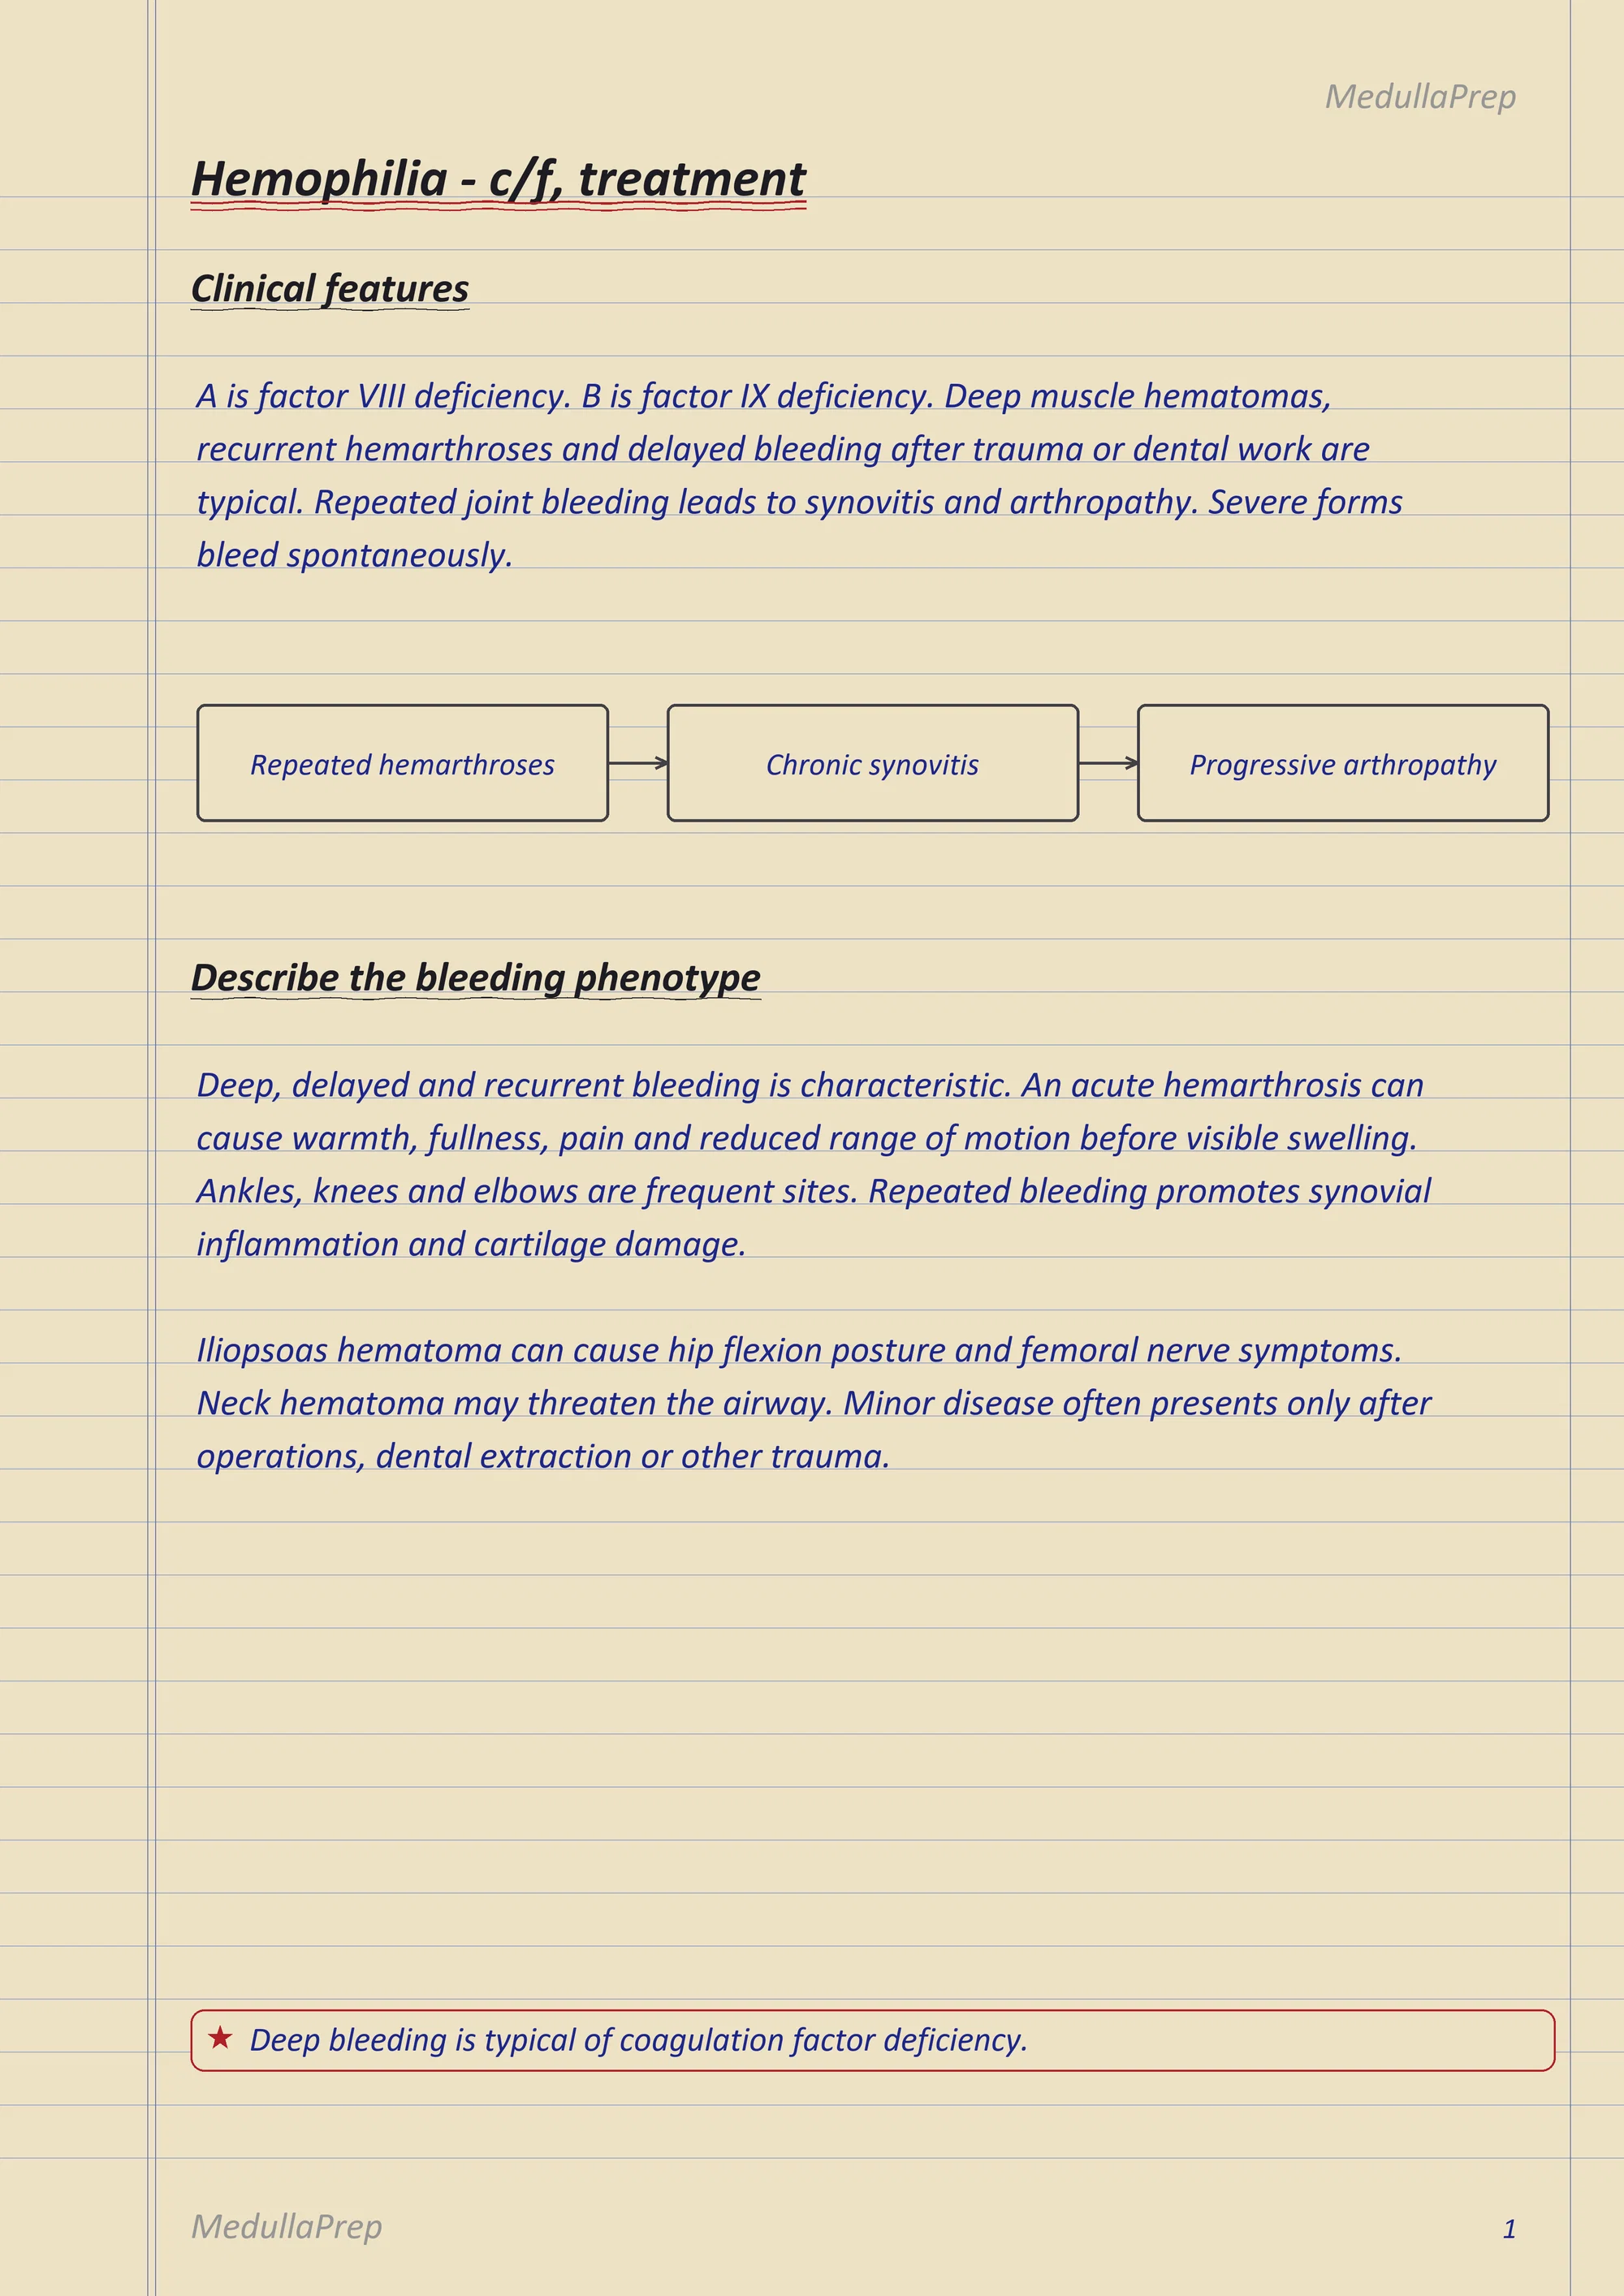 MedullaPrep
Hemophilia - c/f, treatment
Clinical features
A is factor VIII deficiency. B is factor IX deficiency. Deep muscle hematomas,
recurrent hemarthroses and delayed bleeding after trauma or dental work are
typical. Repeated joint bleeding leads to synovitis and arthropathy. Severe forms
bleed spontaneously.
Repeated hemarthroses
Chronic synovitis
Progressive arthropathy
Describe the bleeding phenotype
Deep, delayed and recurrent bleeding is characteristic. An acute hemarthrosis can
cause warmth, fullness, pain and reduced range of motion before visible swelling.
Ankles, knees and elbows are frequent sites. Repeated bleeding promotes synovial
inflammation and cartilage damage.
Iliopsoas hematoma can cause hip flexion posture and femoral nerve symptoms.
Neck hematoma may threaten the airway. Minor disease often presents only after
operations, dental extraction or other trauma.
★ Deep bleeding is typical of coagulation factor deficiency.
MedullaPrep
1